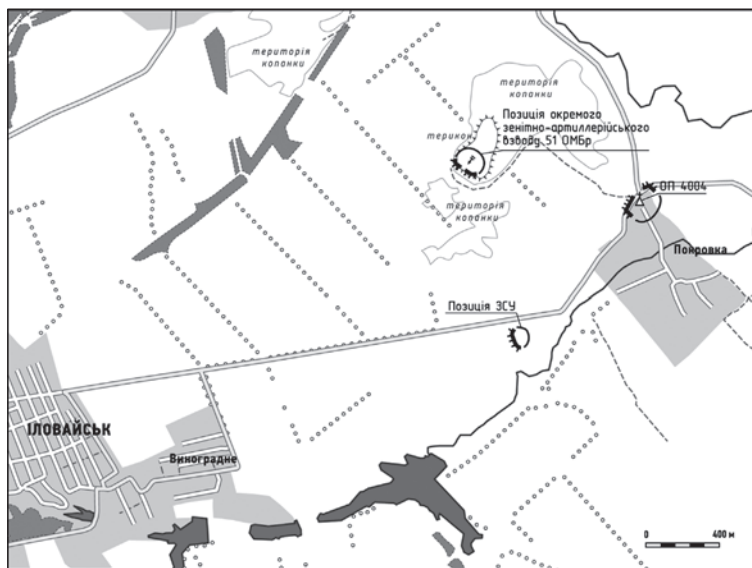 територія
копанки
територія
копанки
Позиція окремого
зенітно-артиллерійського
взводу 51 ОМБр
терикон
ОП 4004
територія
копанки
Покровка
Позиція ЗСУ
ІЛОВАЙСЬК
Виноградне
0 400 м